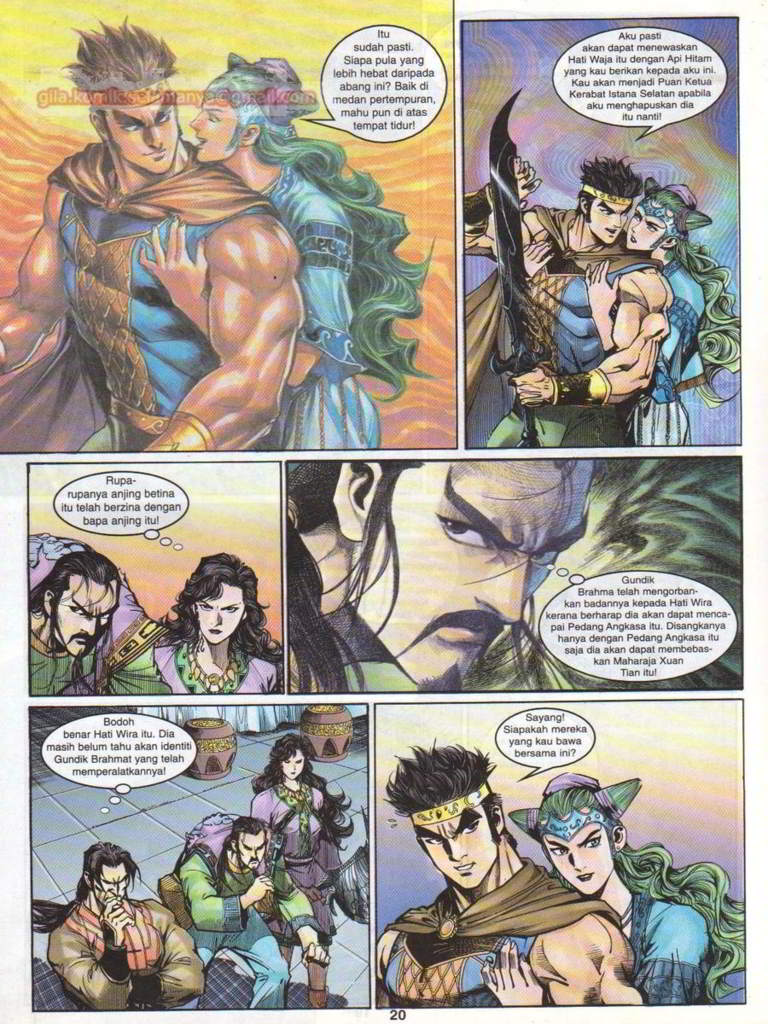 Itu
sudah pasti.
Siapa pula yang
lebih hebat daripada
abang ini? Baik di
medan pertempuran,
mahu pun di atas
tempat tidur!
gila.komik.selamanya@gmail.com
Aku pasti
akan dapat menewaskan
Hati Waja itu dengan Api Hitam
yang kau berikan kepada aku ini.
Kau akan menjadi Puan Ketua
Kerabat Istana Selatan apabila
aku menghapuskan dia
itu nanti!
Rupa-
rupanya anjing betina
itu telah berzina dengan
bapa anjing itu!
Gundik
Brahma telah mengorban-
kan badannya kepada Hati Wira
kerana berharap dia akan dapat menca-
pai Pedang Angkasa itu. Disangkanya
hanya dengan Pedang Angkasa itu
saja dia akan dapat membebas-
kan Maharaja Xuan
Tian itu!
Bodoh
benar Hati Wira itu. Dia
masih belum tahu akan identiti
Gundik Brahmat yang telah
memperalatkannya!
Sayang!
Siapakah mereka
yang kau bawa
bersama ini?
20